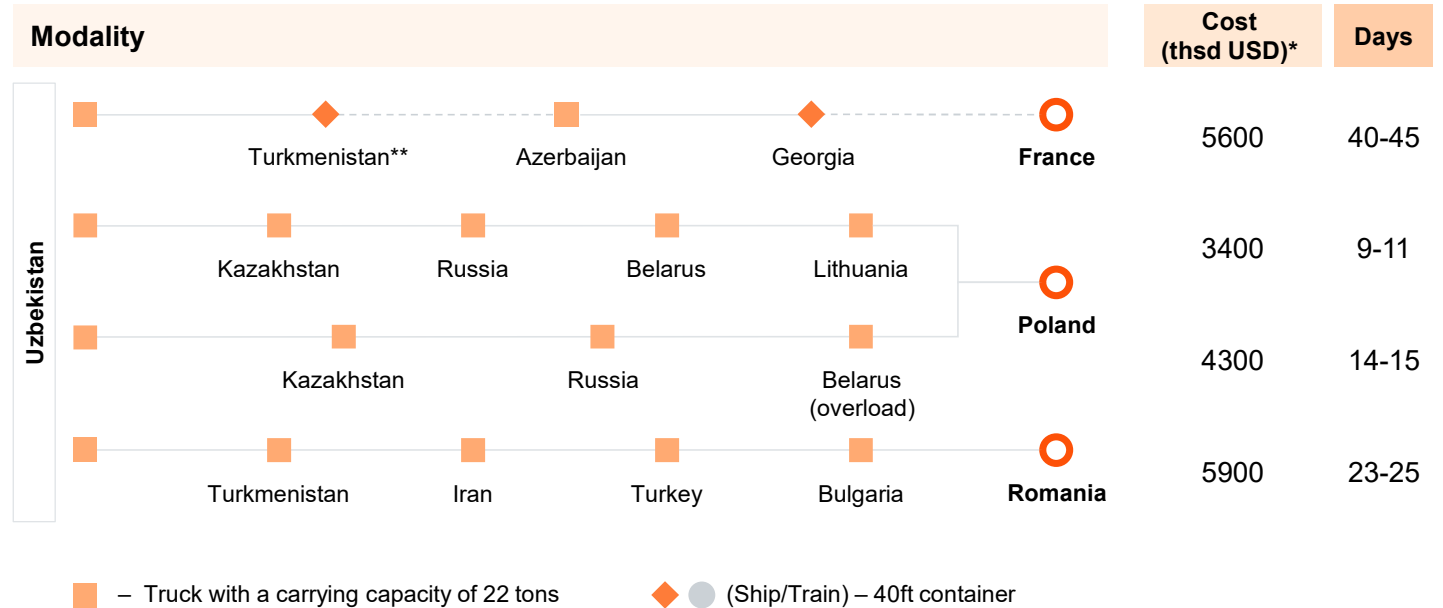 Modality
Cost
(thsd USD)*
Days
Uzbekistan
Turkmenistan**
Azerbaijan
Georgia
France
5600
40-45
Kazakhstan
Russia
Belarus
Lithuania
3400
9-11
Poland
Kazakhstan
Russia
Belarus
(overload)
4300
14-15
Turkmenistan
Iran
Turkey
Bulgaria
Romania
5900
23-25
– Truck with a carrying capacity of 22 tons
(Ship/Train) – 40ft container